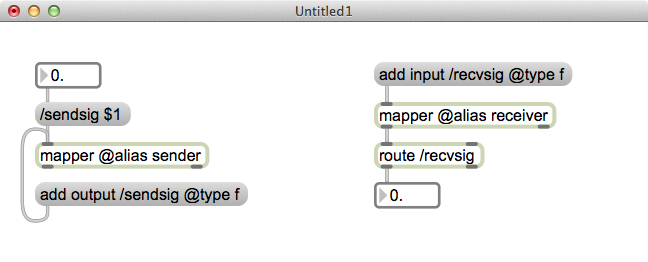 Untitled1
0.
/sendsig $1
mapper @alias sender
add output /sendsig @type f
add input /recvsig @type f
mapper @alias receiver
route /recvsig
0.